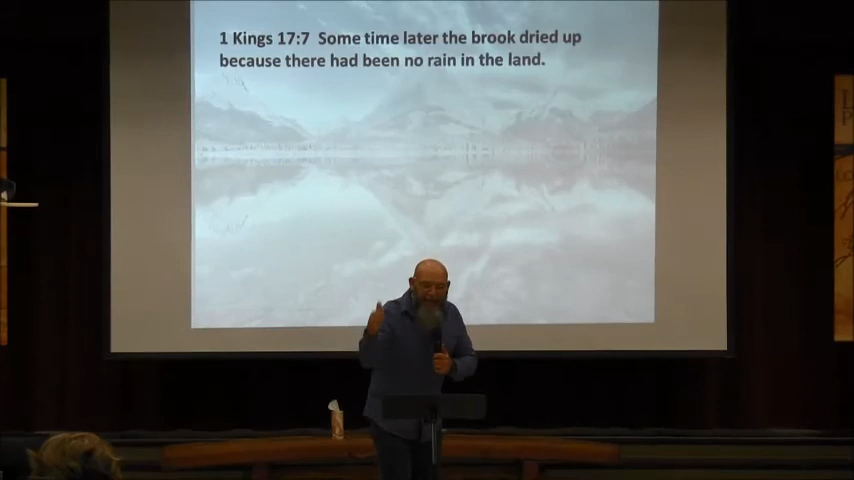 1 Kings 17:7 Some time later the brook dried up
because there had been no rain in the land.